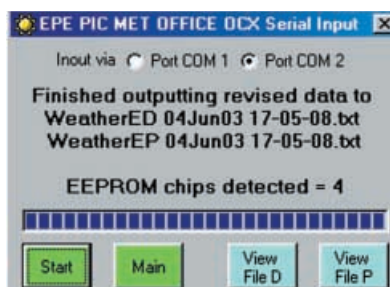 EPE PIC MET OFFICE OCX Serial Input
Inout via Port COM 1 Port COM 2
Finished outputting revised data to
WeatherED 04Jun03 17-05-08.txt
WeatherEP 04Jun03 17-05-08.txt
EEPROM chips detected = 4
Start Main View File D View File P